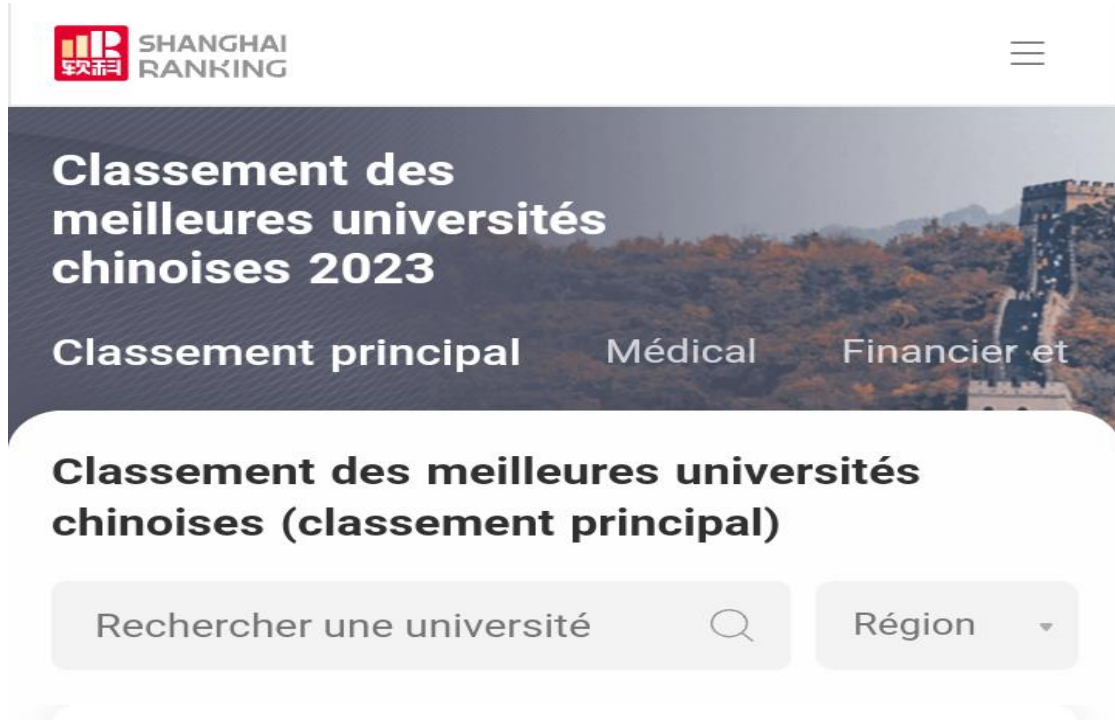 软科
SHANGHAI
RANKING
Classement des
meilleures universités
chinoises 2023
Classement principal Médical Financier et
Classement des meilleures universités
chinoises (classement principal)
Rechercher une université Région